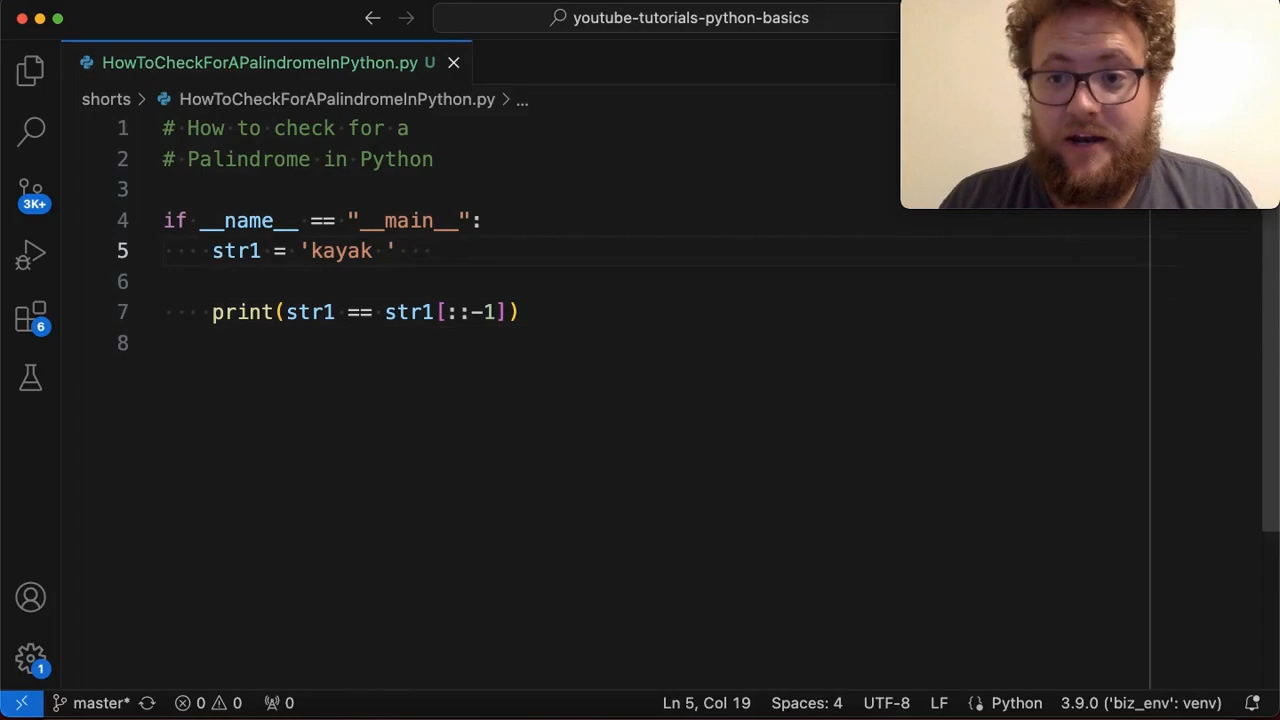 youtube-tutorials-python-basics
HowToCheckForAPalindromeInPython.py U
shorts > HowToCheckForAPalindromeInPython.py > ...
1 # How to check for a
2 # Palindrome in Python
3
4 if __name__ == "__main__":
3K+
5 str1 = 'kayak '
6
7 print(str1 == str1[::-1])
6
8
1
master* 0 0 0 Ln 5, Col 19 Spaces: 4 UTF-8 LF Python 3.9.0 ('biz_env': venv)